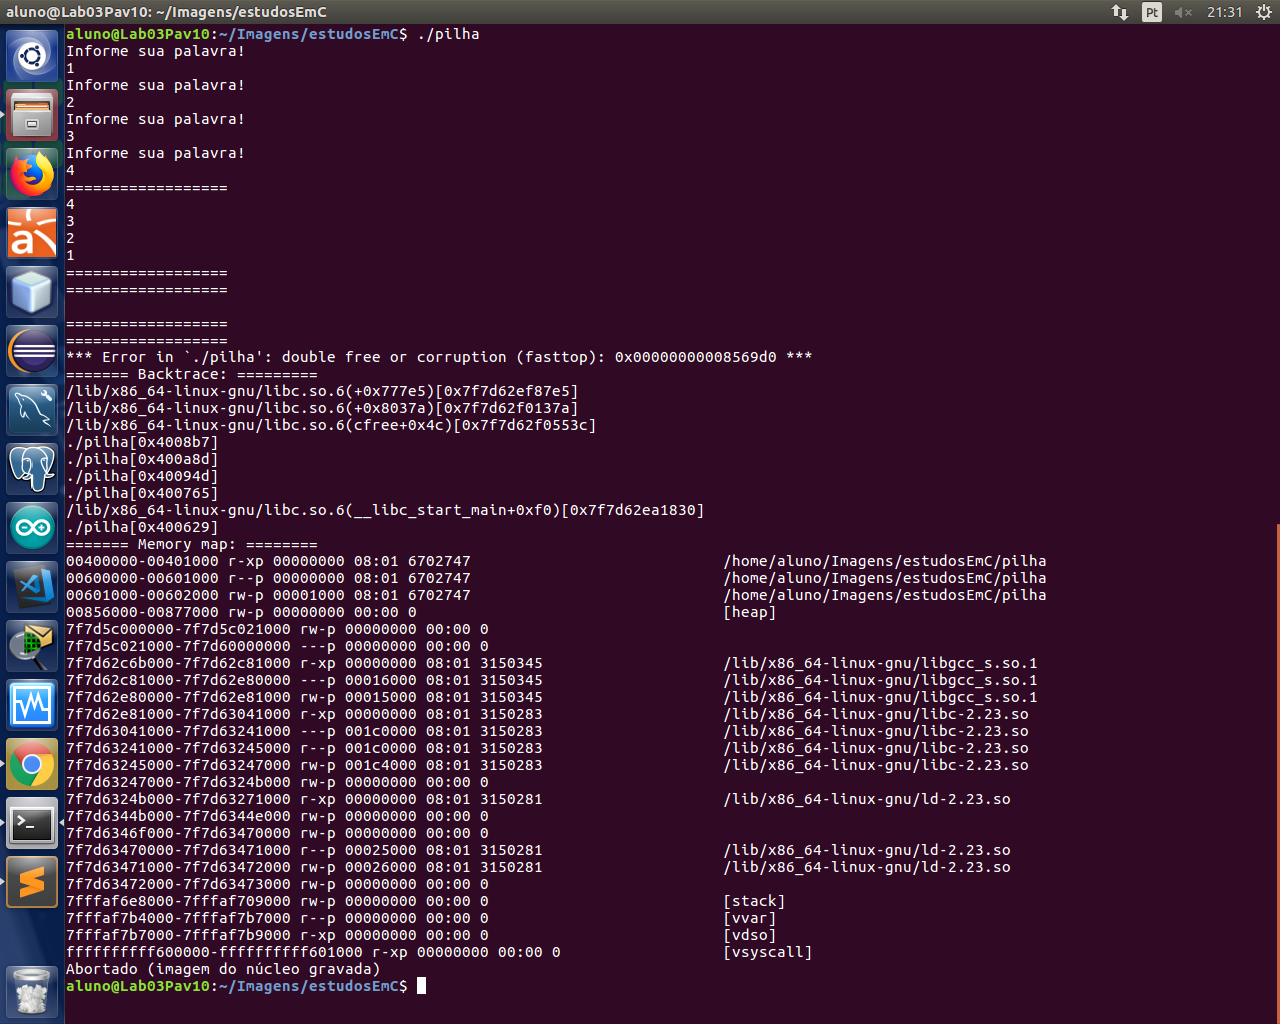 aluno@Lab03Pav10: ~/Imagens/estudosEmC
Pt
21:31
aluno@Lab03Pav10:~/Imagens/estudosEmC$ ./pilha
Informe sua palavra!
1
Informe sua palavra!
2
Informe sua palavra!
3
Informe sua palavra!
4
==================
4
3
2
1
==================
==================
==================
==================
*** Error in `./pilha': double free or corruption (fasttop): 0x00000000008569d0 ***
======= Backtrace: =========
/lib/x86_64-linux-gnu/libc.so.6(+0x777e5)[0x7f7d62ef87e5]
/lib/x86_64-linux-gnu/libc.so.6(+0x8037a)[0x7f7d62f0137a]
/lib/x86_64-linux-gnu/libc.so.6(cfree+0x4c)[0x7f7d62f0553c]
./pilha[0x4008b7]
./pilha[0x400a8d]
./pilha[0x40094d]
./pilha[0x400765]
/lib/x86_64-linux-gnu/libc.so.6(__libc_start_main+0xf0)[0x7f7d62ea1830]
./pilha[0x400629]
======= Memory map: ========
00400000-00401000 r-xp 00000000 08:01 6702747 /home/aluno/Imagens/estudosEmC/pilha
00600000-00601000 r--p 00000000 08:01 6702747 /home/aluno/Imagens/estudosEmC/pilha
00601000-00602000 rw-p 00001000 08:01 6702747 /home/aluno/Imagens/estudosEmC/pilha
00856000-00877000 rw-p 00000000 00:00 0 [heap]
7f7d5c000000-7f7d5c021000 rw-p 00000000 00:00 0
7f7d5c021000-7f7d60000000 ---p 00000000 00:00 0
7f7d62c6b000-7f7d62c81000 r-xp 00000000 08:01 3150345 /lib/x86_64-linux-gnu/libgcc_s.so.1
7f7d62c81000-7f7d62e80000 ---p 00016000 08:01 3150345 /lib/x86_64-linux-gnu/libgcc_s.so.1
7f7d62e80000-7f7d62e81000 rw-p 00015000 08:01 3150345 /lib/x86_64-linux-gnu/libgcc_s.so.1
7f7d62e81000-7f7d63041000 r-xp 00000000 08:01 3150283 /lib/x86_64-linux-gnu/libc-2.23.so
7f7d63041000-7f7d63241000 ---p 001c0000 08:01 3150283 /lib/x86_64-linux-gnu/libc-2.23.so
7f7d63241000-7f7d63245000 r--p 001c0000 08:01 3150283 /lib/x86_64-linux-gnu/libc-2.23.so
7f7d63245000-7f7d63247000 rw-p 001c4000 08:01 3150283 /lib/x86_64-linux-gnu/libc-2.23.so
7f7d63247000-7f7d6324b000 rw-p 00000000 00:00 0
7f7d6324b000-7f7d63271000 r-xp 00000000 08:01 3150281 /lib/x86_64-linux-gnu/ld-2.23.so
7f7d6344b000-7f7d6344e000 rw-p 00000000 00:00 0
7f7d6346f000-7f7d63470000 rw-p 00000000 00:00 0
7f7d63470000-7f7d63471000 r--p 00025000 08:01 3150281 /lib/x86_64-linux-gnu/ld-2.23.so
7f7d63471000-7f7d63472000 rw-p 00026000 08:01 3150281 /lib/x86_64-linux-gnu/ld-2.23.so
7f7d63472000-7f7d63473000 rw-p 00000000 00:00 0
7fffaf6e8000-7fffaf709000 rw-p 00000000 00:00 0 [stack]
7fffaf7b4000-7fffaf7b7000 r--p 00000000 00:00 0 [vvar]
7fffaf7b7000-7fffaf7b9000 r-xp 00000000 00:00 0 [vdso]
ffffffffff600000-ffffffffff601000 r-xp 00000000 00:00 0 [vsyscall]
Abortado (imagem do núcleo gravada)
aluno@Lab03Pav10:~/Imagens/estudosEmC$